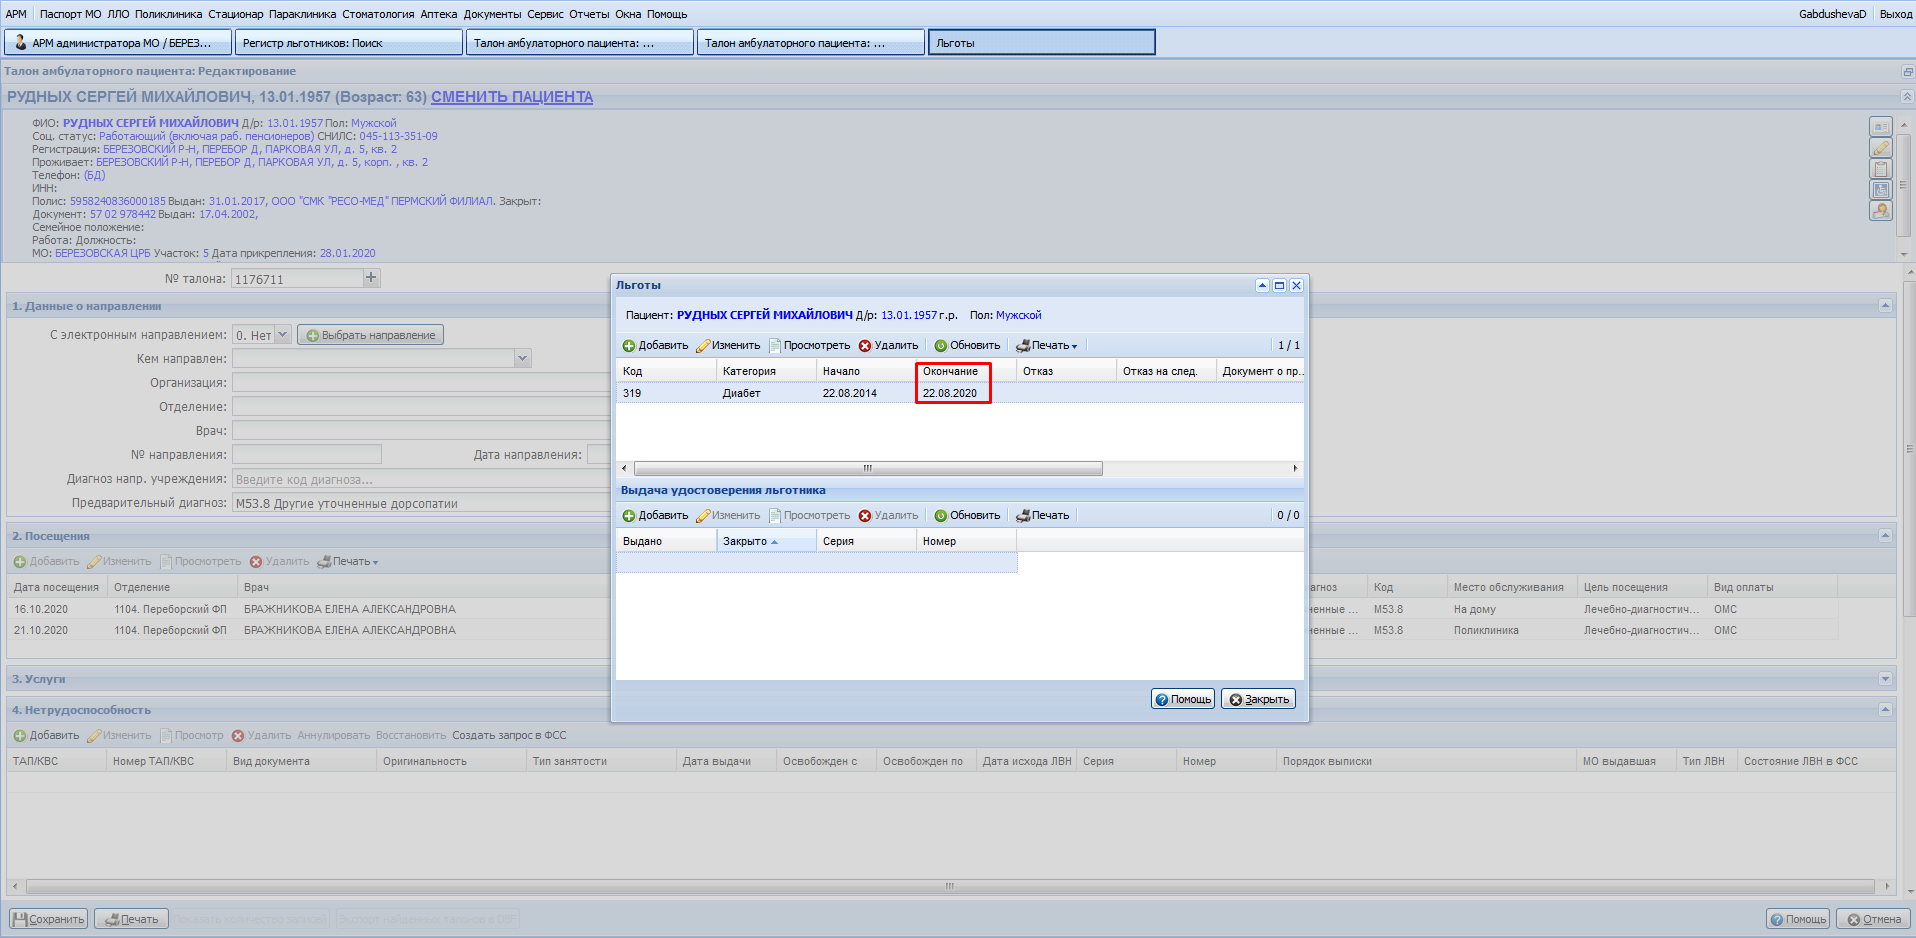 АРМ Паспорт МО ЛЛО Поликлиника Стационар Параклиника Стоматология Аптека Документы Сервис Отчеты Окна Помощь GabdushevaD Выход
АРМ администратора МО / БЕРЕЗ... Регистр льготников: Поиск Талон амбулаторного пациента: ... Талон амбулаторного пациента: ... Льготы
Талон амбулаторного пациента: Редактирование
РУДНЫХ СЕРГЕЙ МИХАЙЛОВИЧ, 13.01.1957 (Возраст: 63) СМЕНИТЬ ПАЦИЕНТА
ФИО: РУДНЫХ СЕРГЕЙ МИХАЙЛОВИЧ Д/р: 13.01.1957 Пол: Мужской
Соц. статус: Работающий (включая раб. пенсионеров) СНИЛС: 045-113-351-09
Регистрация: БЕРЕЗОВСКИЙ Р-Н, ПЕРЕБОР Д, ПАРКОВАЯ УЛ, д. 5, кв. 2
Проживает: БЕРЕЗОВСКИЙ Р-Н, ПЕРЕБОР Д, ПАРКОВАЯ УЛ, д. 5, корп. , кв. 2
Телефон: (БД)
ИНН:
Полис: 5958240836000185 Выдан: 31.01.2017, ООО "СМК "РЕСО-МЕД" ПЕРМСКИЙ ФИЛИАЛ. Закрыт:
Документ: 57 02 978442 Выдан: 17.04.2002,
Семейное положение:
Работа: Должность:
МО: БЕРЕЗОВСКАЯ ЦРБ Участок: 5 Дата прикрепления: 28.01.2020
№ талона: 1176711
1. Данные о направлении
С электронным направлением: 0. Нет Выбрать направление
Кем направлен:
Организация:
Отделение:
Врач:
№ направления: Дата направления:
Диагноз напр. учреждения: Введите код диагноза...
Предварительный диагноз: M53.8 Другие уточненные дорсопатии
2. Посещения
Добавить Изменить Просмотреть Удалить Печать
Дата посещения Отделение Врач агноз Код Место обслуживания Цель посещения Вид оплаты
16.10.2020 1104. Переборский ФП БРАЖНИКОВА ЕЛЕНА АЛЕКСАНДРОВНА ненные ... M53.8 На дому Лечебно-диагностич... ОМС
21.10.2020 1104. Переборский ФП БРАЖНИКОВА ЕЛЕНА АЛЕКСАНДРОВНА ненные ... M53.8 Поликлиника Лечебно-диагностич... ОМС
3. Услуги
4. Нетрудоспособность
Добавить Изменить Просмотр Удалить Аннулировать Восстановить Создать запрос в ФСС
ТАП/КВС Номер ТАП/КВС Вид документа Оригинальность Тип занятости Дата выдачи Освобожден с Освобожден по Дата исхода ЛВН Серия Номер Порядок выписки МО выдавшая Тип ЛВН Состояние ЛВН в ФСС
Сохранить Печать Показать количество записей Помощь Отмена
Льготы
Пациент: РУДНЫХ СЕРГЕЙ МИХАЙЛОВИЧ Д/р: 13.01.1957 г.р. Пол: Мужской
Добавить Изменить Просмотреть Удалить Обновить Печать 1 / 1
Код Категория Начало Окончание Отказ Отказ на след. Документ о пр..
319 Диабет 22.08.2014 22.08.2020
Выдача удостоверения льготника
Добавить Изменить Просмотреть Удалить Обновить Печать 0 / 0
Выдано Закрыто Серия Номер
Помощь Закрыть